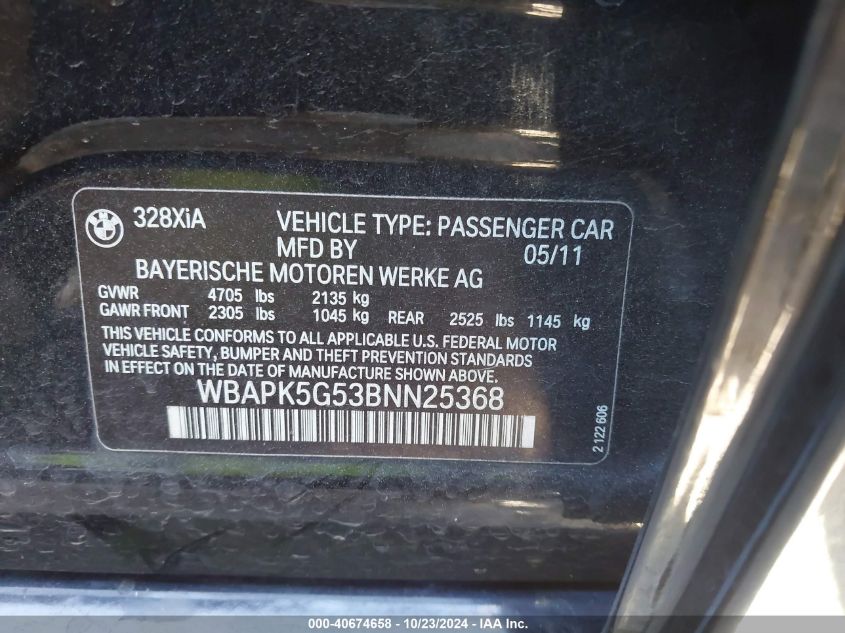 BMW
328XiA VEHICLE TYPE: PASSENGER CAR
MFD BY 05/11
BAYERISCHE MOTOREN WERKE AG
GVWR 4705 lbs 2135 kg
GAWR FRONT 2305 lbs 1045 kg REAR 2525 lbs 1145 kg
THIS VEHICLE CONFORMS TO ALL APPLICABLE U.S. FEDERAL MOTOR
VEHICLE SAFETY, BUMPER AND THEFT PREVENTION STANDARDS
IN EFFECT ON THE DATE OF MANUFACTURE SHOWN ABOVE.
WBAPK5G53BNN25368
2 122 606
000-40674658 - 10/23/2024 - IAA Inc.